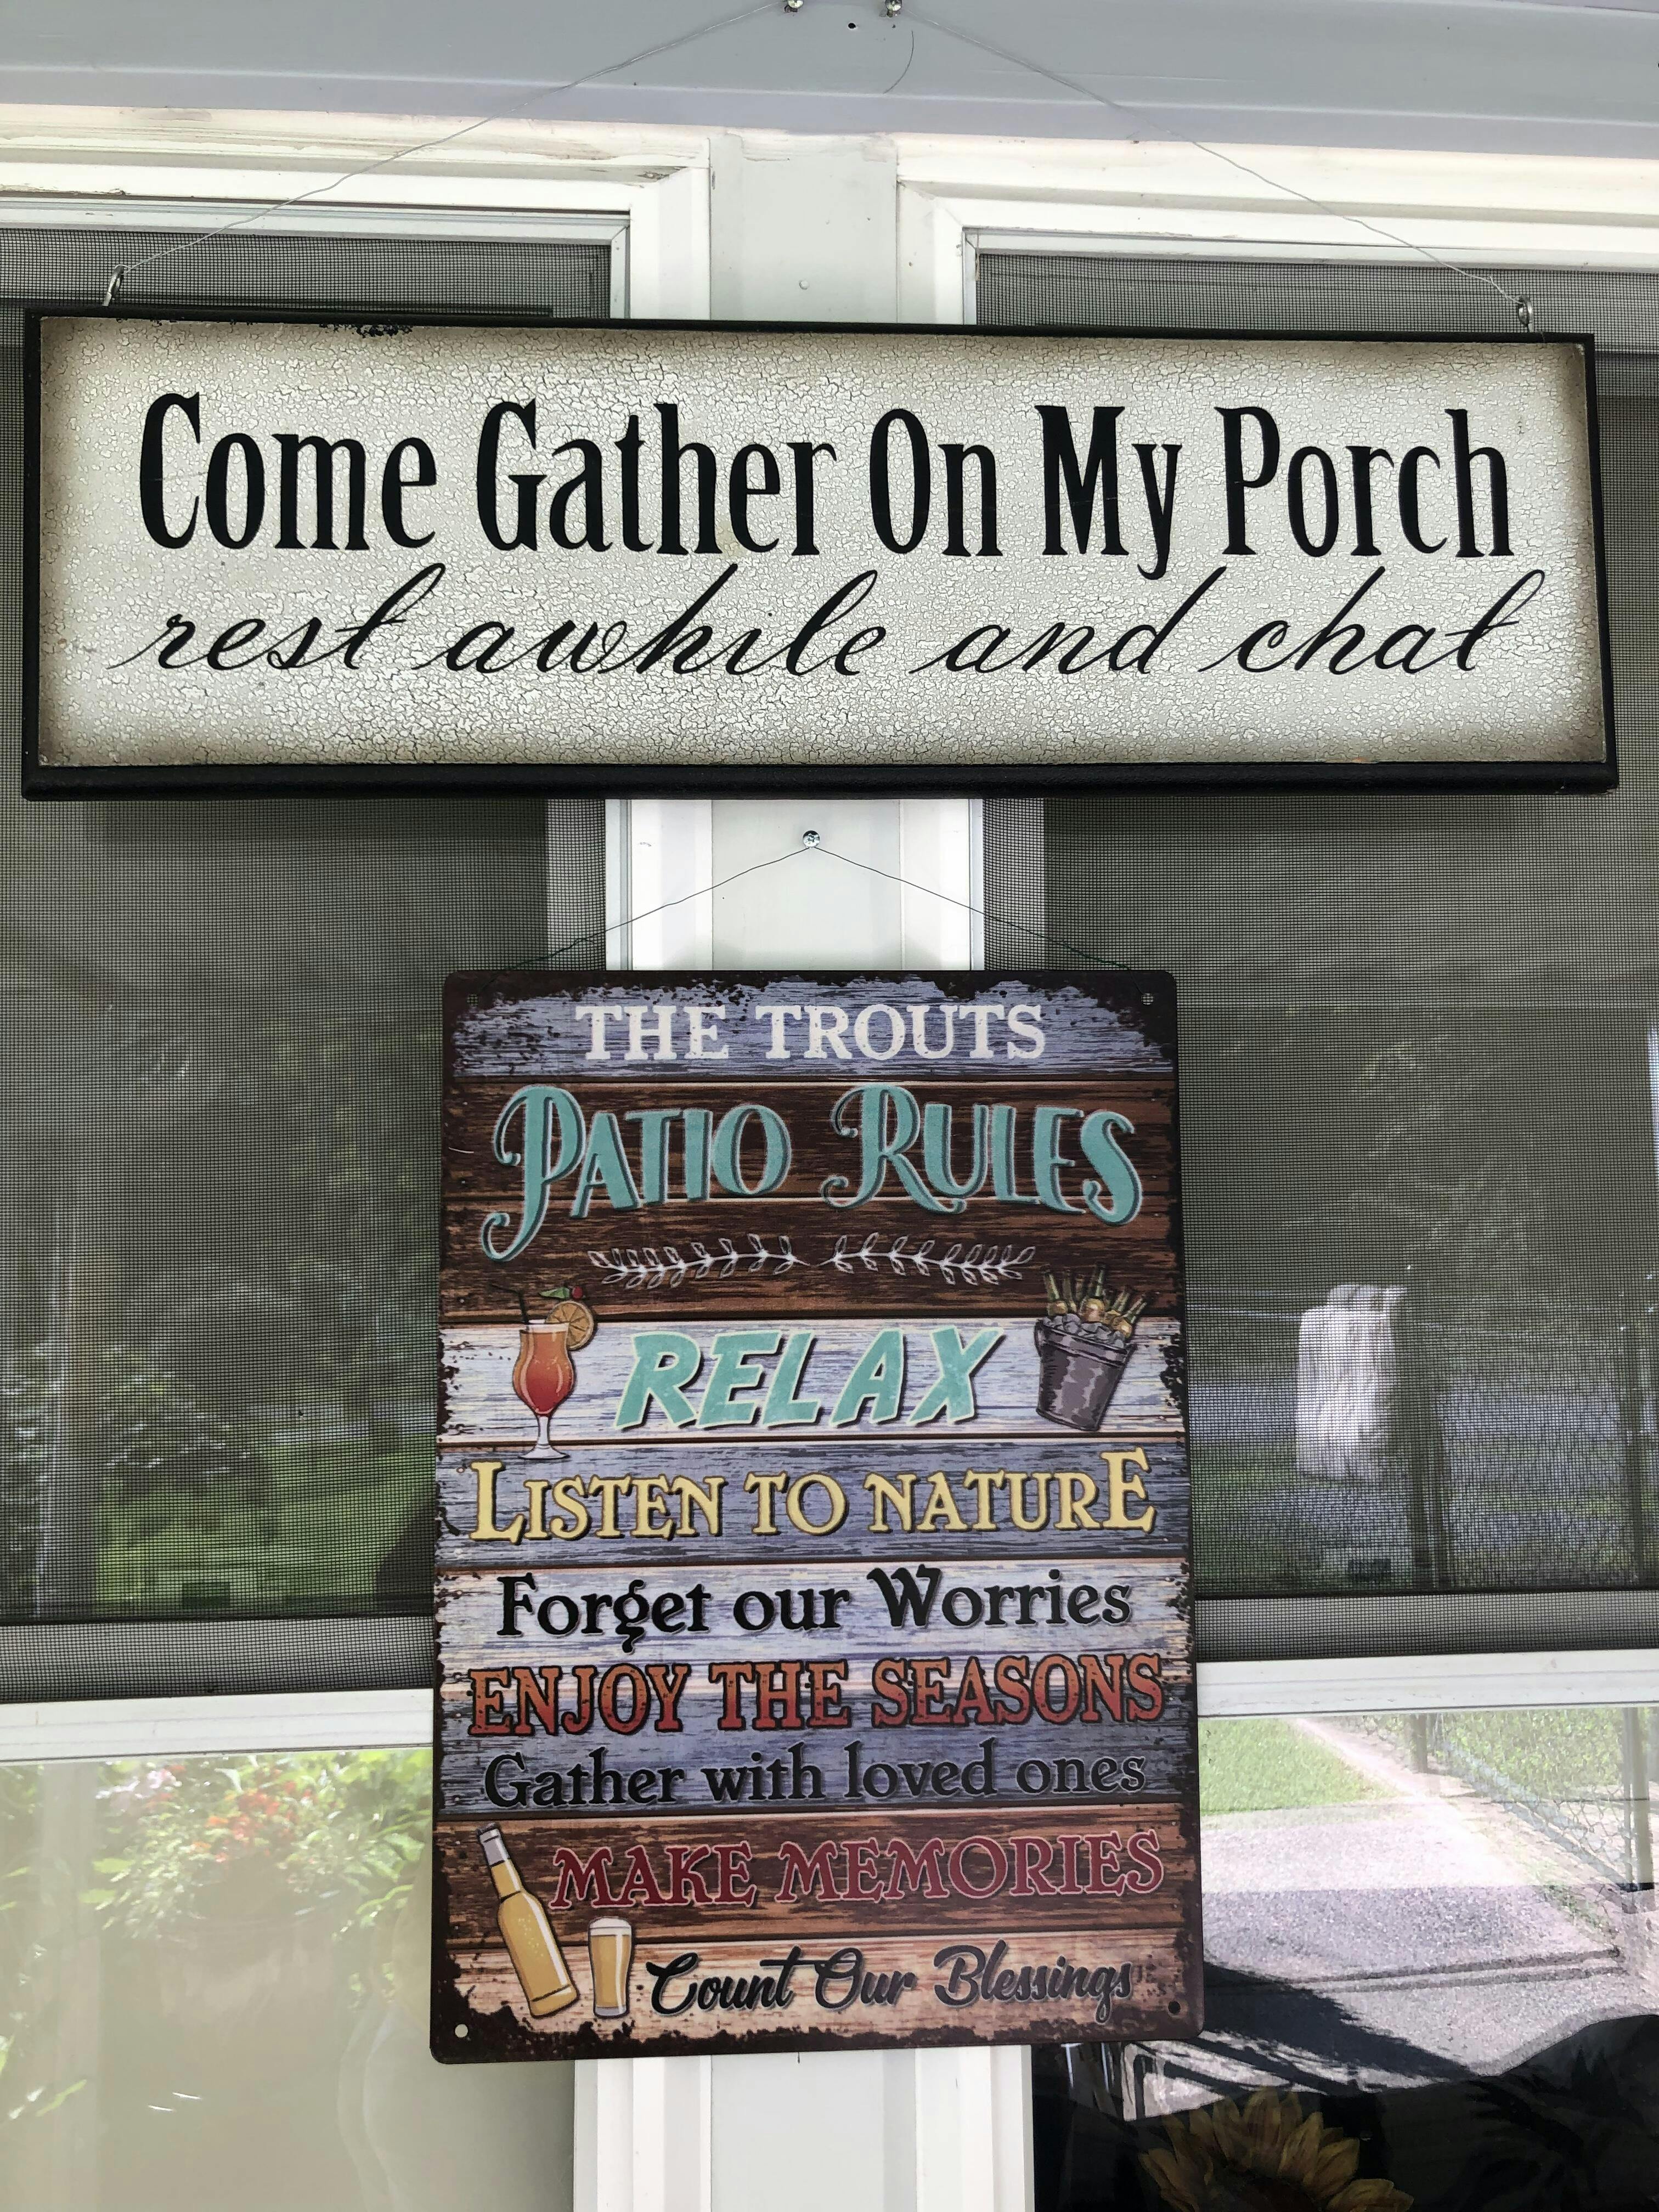 Come Gather On My Porch
rest awhile and chat
THE TROUTS
PATIO RULES
RELAX
LISTEN TO NATURE
Forget our Worries
ENJOY THE SEASONS
Gather with loved ones
MAKE MEMORIES
Count Our Blessings